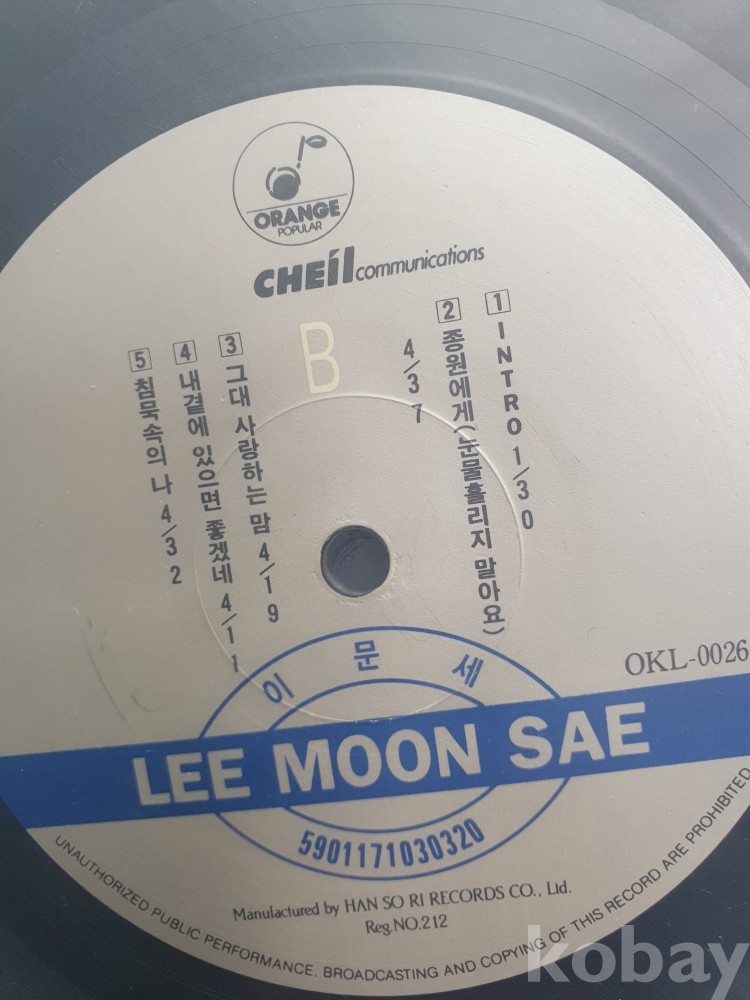 ORANGE
POPULAR
CHEIL communications
B
1 INTRO 1/30
2 종원에게(눈물흘리지 말아요) 4/37
3 그대 사랑하는 맘 4/19
4 내곁에 있으면 좋겠네 4/11
5 침묵속의 나 4/32
OKL-0026
이문세
LEE MOON SAE
5901171030320
Manufactured by HAN SO RI RECORDS CO., Ltd.
Reg.NO.212
UNAUTHORIZED PUBLIC PERFORMANCE. BROADCASTING AND COPYING OF THIS RECORD ARE PROHIBITED
kobay